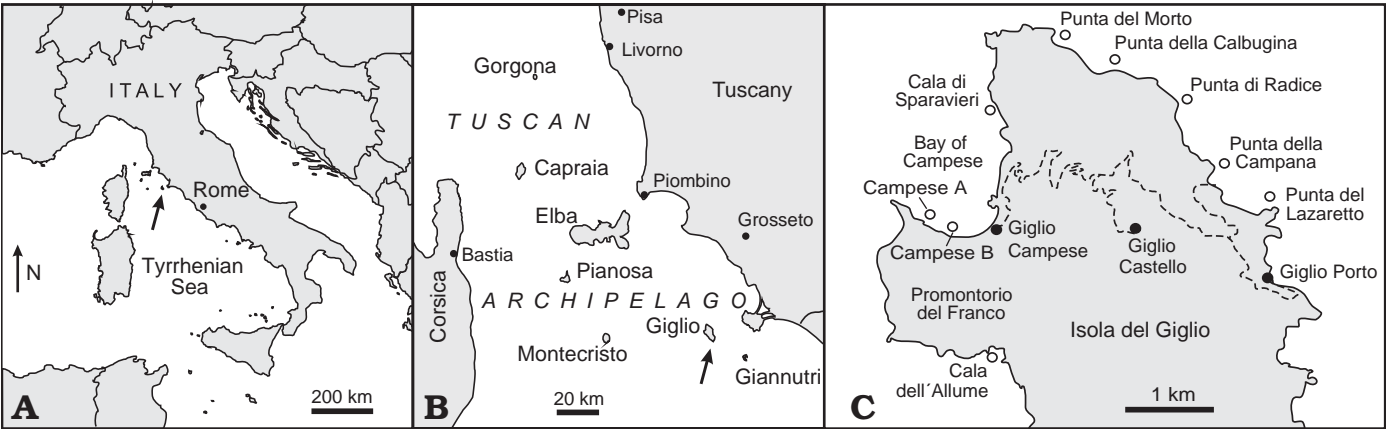 ITALY
Rome
N
Tyrrhenian
Sea
200 km
A
Pisa
Livorno
Gorgona
Tuscany
TUSCAN
Capraia
Piombino
Elba
Grosseto
Bastia
Pianosa
ARCHIPELAGO
Corsica
Giglio
Montecristo
Giannutri
20 km
B
Punta del Morto
Punta della Calbugina
Cala di
Sparavieri
Punta di Radice
Bay of
Campese
Punta della
Campana
Campese A
Punta del
Lazaretto
Giglio
Campese
Campese B
Giglio
Castello
Giglio Porto
Promontorio
del Franco
Isola del Giglio
Cala
dell´Allume
1 km
C